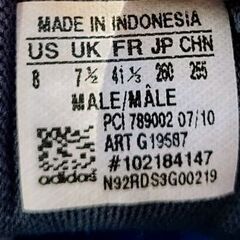 MADE IN INDONESIA
US UK FR JP CHN
8 7½ 41⅓ 260 255
MALE/MÂLE
PCI 789002 07/10
ART G19587
#102184147
N92RDS3G00219
adidas